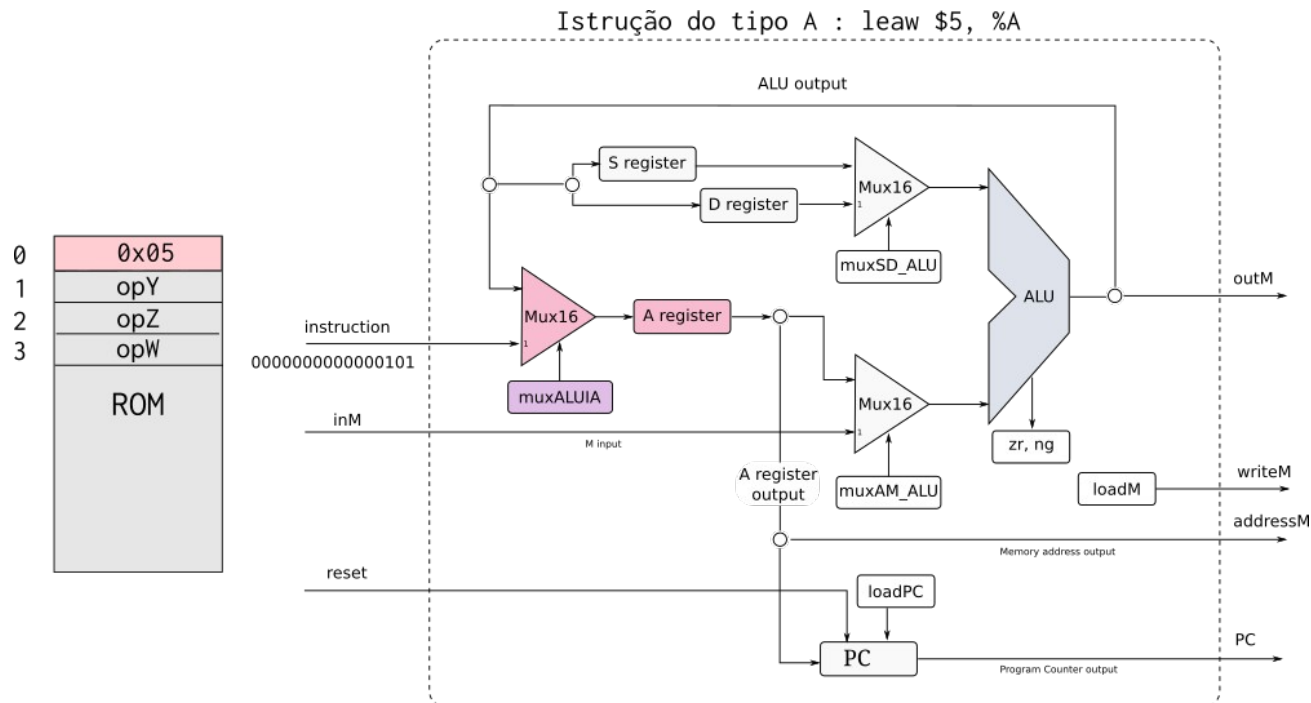 Istrução do tipo A : leaw $5, %A
ALU output
S register
D register
Mux16
1
muxSD_ALU
0
0x05
1
opY
2
opZ
3
opW
ROM
instruction
0000000000000101
Mux16
1
muxALUIA
A register
ALU
outM
inM
M input
Mux16
1
muxAM_ALU
zr, ng
A register
output
loadM
writeM
addressM
Memory address output
reset
loadPC
PC
PC
Program Counter output